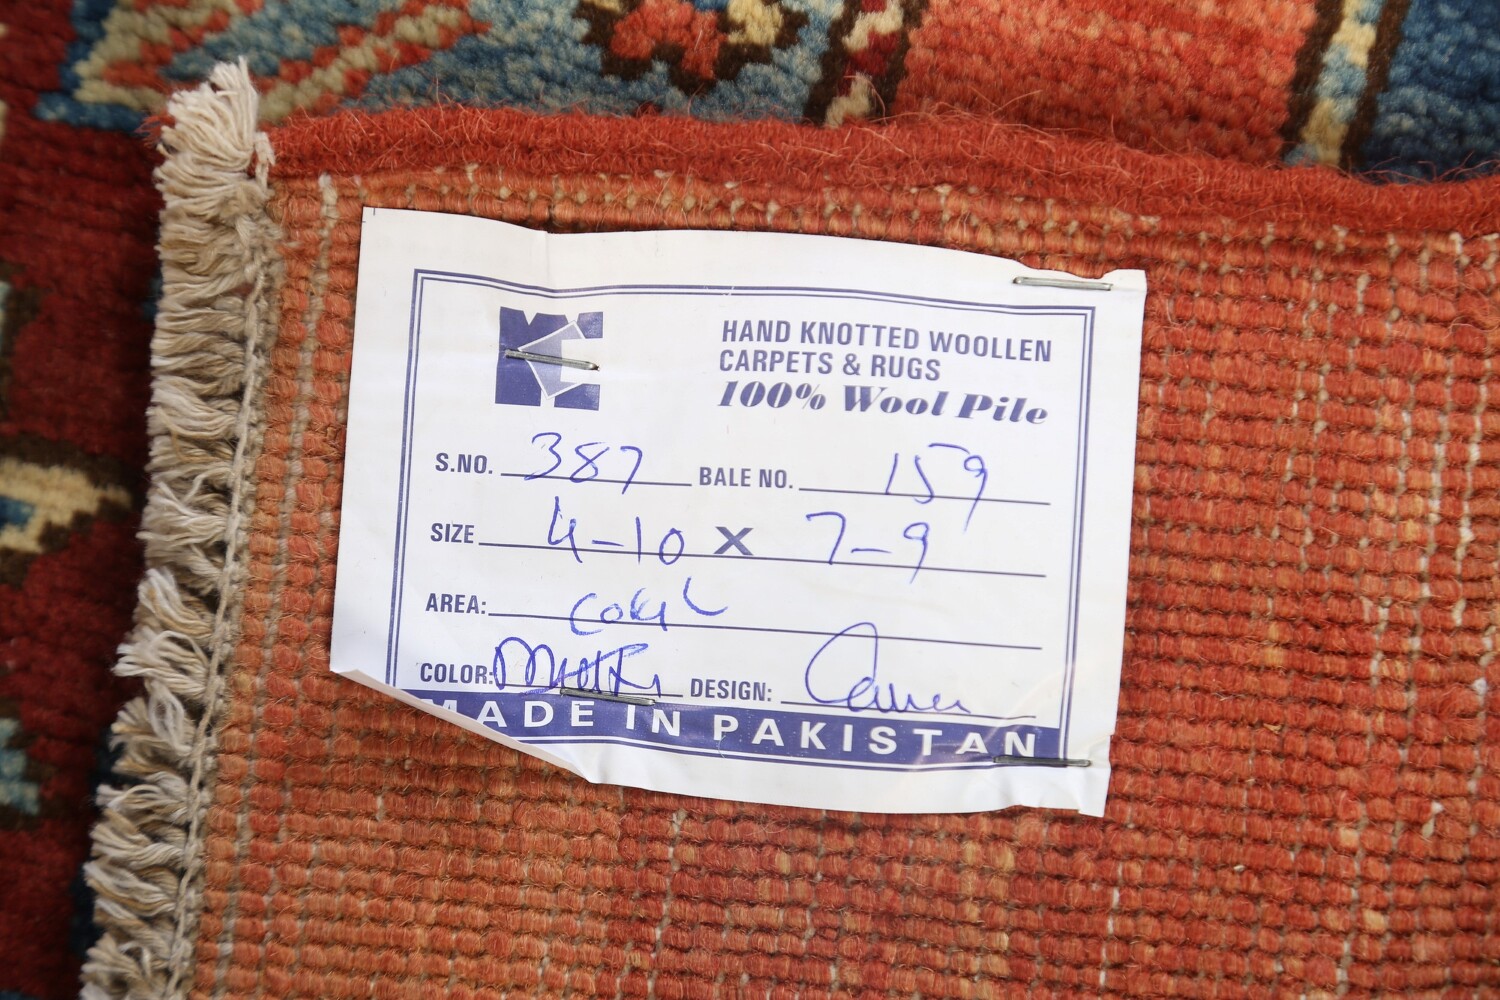 HAND KNOTTED WOOLLEN
CARPETS & RUGS
100% Wool Pile
S.NO. 387 BALE NO. 159
SIZE 4-10 X 7-9
AREA:
COLOR: DESIGN:
MADE IN PAKISTAN